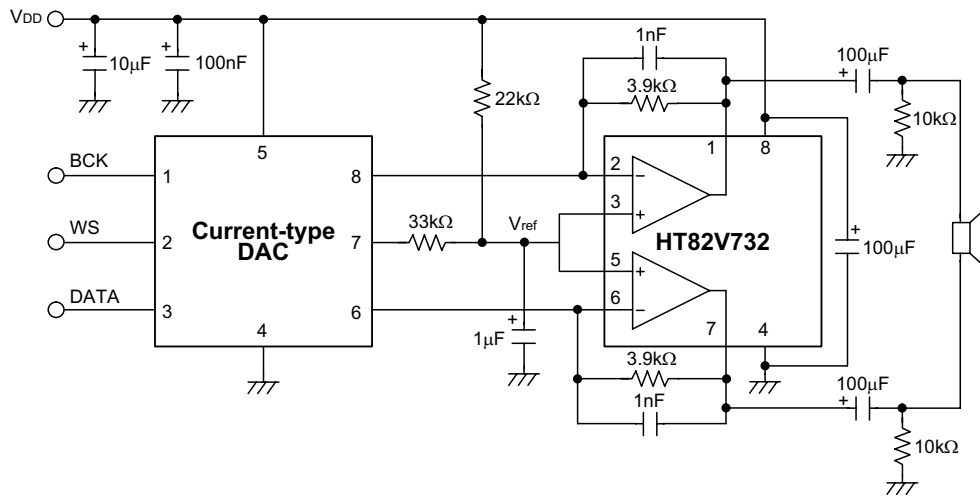 VDD
+
10μF
+
100nF
22kΩ
1nF
3.9kΩ
100μF
+
10kΩ
BCK
WS
DATA
1
2
3
4
5
6
7
8
Current-type
DAC
33kΩ
Vref
+
1μF
1
8
2
−
3
+
5
+
6
−
7
4
HT82V732
+
100μF
3.9kΩ
1nF
100μF
+
10kΩ